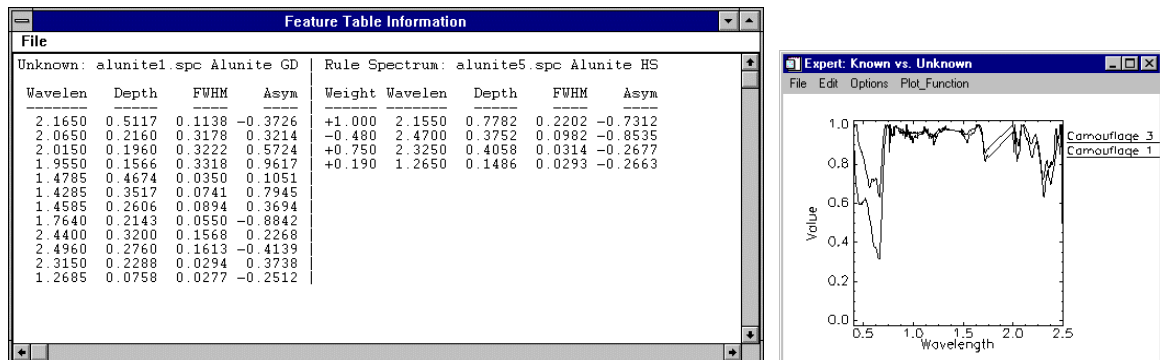 Feature Table Information
File
Unknown: alunite1.spc Alunite GD | Rule Spectrum: alunite5.spc Alunite HS
Wavelen Depth FWHM Asym | Weight Wavelen Depth FWHM Asym
2.1650 0.5117 0.1138 -0.3726 | +1.000 2.1550 0.7782 0.2202 -0.7312
2.0650 0.2160 0.3178 0.3214 | -0.480 2.4700 0.3752 0.0982 -0.8535
2.0150 0.1960 0.3222 0.5724 | +0.750 2.3250 0.4058 0.0314 -0.2677
1.9550 0.1566 0.3318 0.9617 | +0.190 1.2650 0.1486 0.0293 -0.2663
1.4785 0.4674 0.0350 0.1051 |
1.4285 0.3517 0.0741 0.7945 |
1.4585 0.2606 0.0894 0.3694 |
1.7640 0.2143 0.0550 -0.8842 |
2.4400 0.3200 0.1568 0.2268 |
2.4960 0.2760 0.1613 -0.4139 |
2.3150 0.2288 0.0294 0.3738 |
1.2685 0.0758 0.0277 -0.2512 |
Expert: Known vs. Unknown
File Edit Options Plot_Function
1.0
0.8
0.6
0.4
0.2
0.0
Value
0.5 1.0 1.5 2.0 2.5
Wavelength
Camouflage 3
Camouflage 1